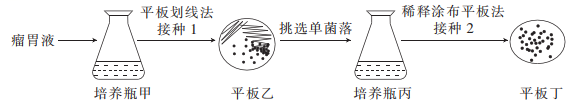 瘤胃液
平板划线法
接种 1
挑选单菌落
稀释涂布平板法
接种 2
培养瓶甲
平板乙
培养瓶丙
平板丁